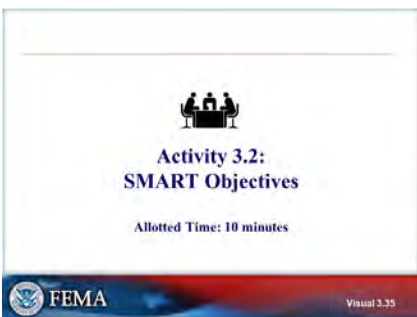 Activity 3.2:
SMART Objectives
Allotted Time: 10 minutes
FEMA
Visual 3.35